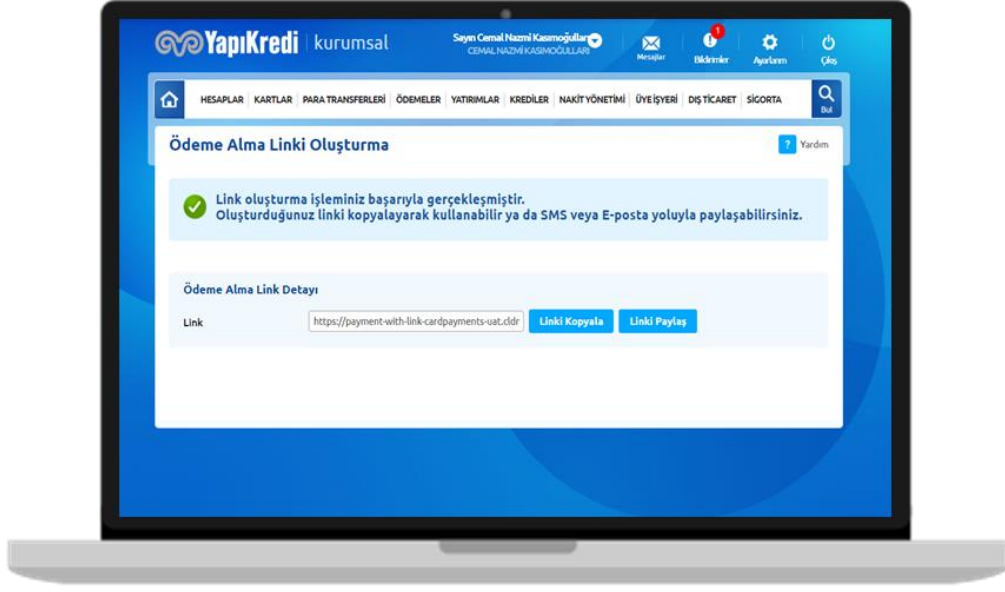 YapıKredi kurumsal
Sayın Cemal Nazmi Kasımoğulları
CEMAL NAZMİ KASIMOĞULLARI
Mesajlar
1
Bildirimler
Ayarlarım
Çıkış
HESAPLAR KARTLAR PARA TRANSFERLERİ ÖDEMELER YATIRIMLAR KREDİLER NAKİT YÖNETİMİ ÜYE İŞYERİ DIŞ TİCARET SİGORTA
Bul
Ödeme Alma Linki Oluşturma
? Yardım
Link oluşturma işleminiz başarıyla gerçekleşmiştir.
Oluşturduğunuz linki kopyalayarak kullanabilir ya da SMS veya E-posta yoluyla paylaşabilirsiniz.
Ödeme Alma Link Detayı
Link https://payment-with-link-cardpayments-uat.cldr Linki Kopyala Linki Paylaş